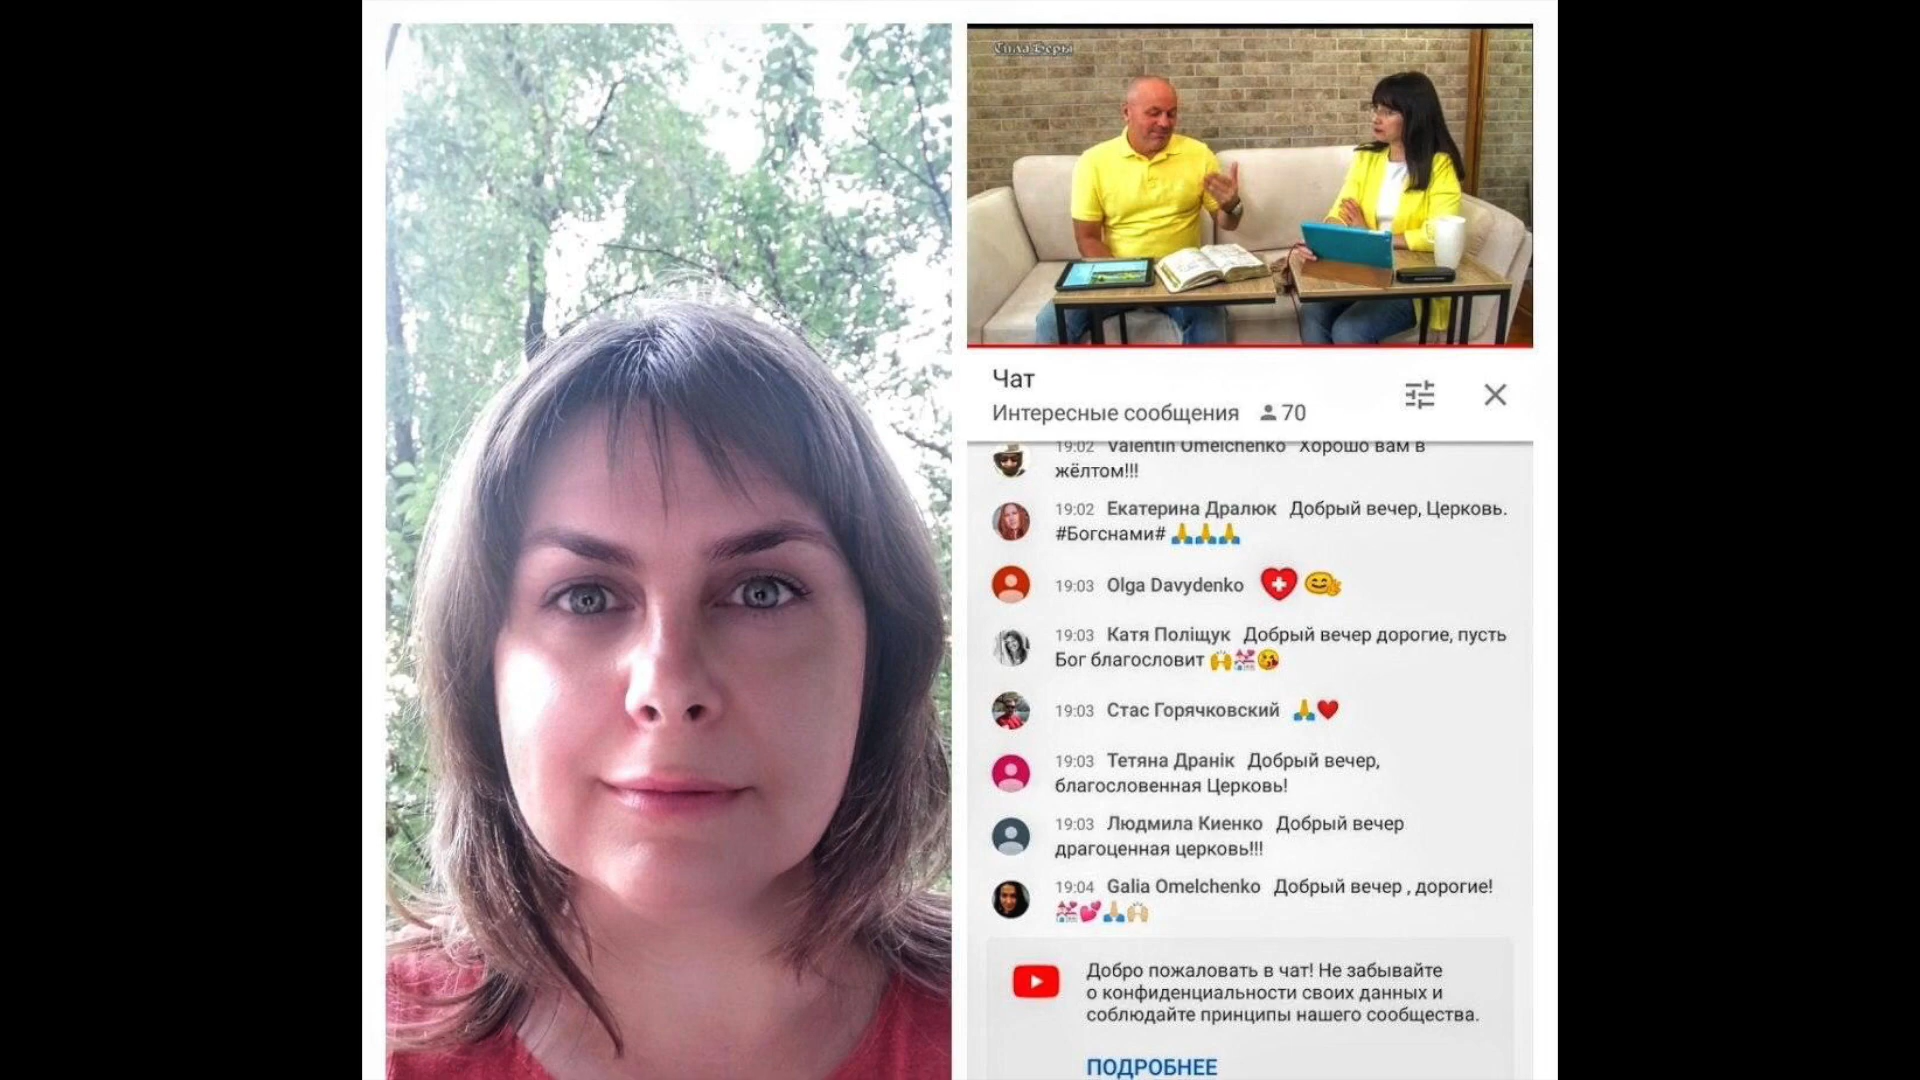 Сила Веры
Чат
Интересные сообщения 70
19:02 Valentin Omelchenko Хорошо вам в
жёлтом!!!
19:02 Екатерина Дралюк Добрый вечер, Церковь.
#Богснами# 🙏🙏🙏
19:03 Olga Davydenko
19:03 Катя Поліщук Добрый вечер дорогие, пусть
Бог благословит 🙌💒😘
19:03 Стас Горячковский 🙏❤️
19:03 Тетяна Дранік Добрый вечер,
благословенная Церковь!
19:03 Людмила Киенко Добрый вечер
драгоценная церковь!!!
19:04 Galia Omelchenko Добрый вечер , дорогие!
💒💕🙏🏼🙌🏼
Добро пожаловать в чат! Не забывайте
о конфиденциальности своих данных и
соблюдайте принципы нашего сообщества.
ПОДРОБНЕЕ